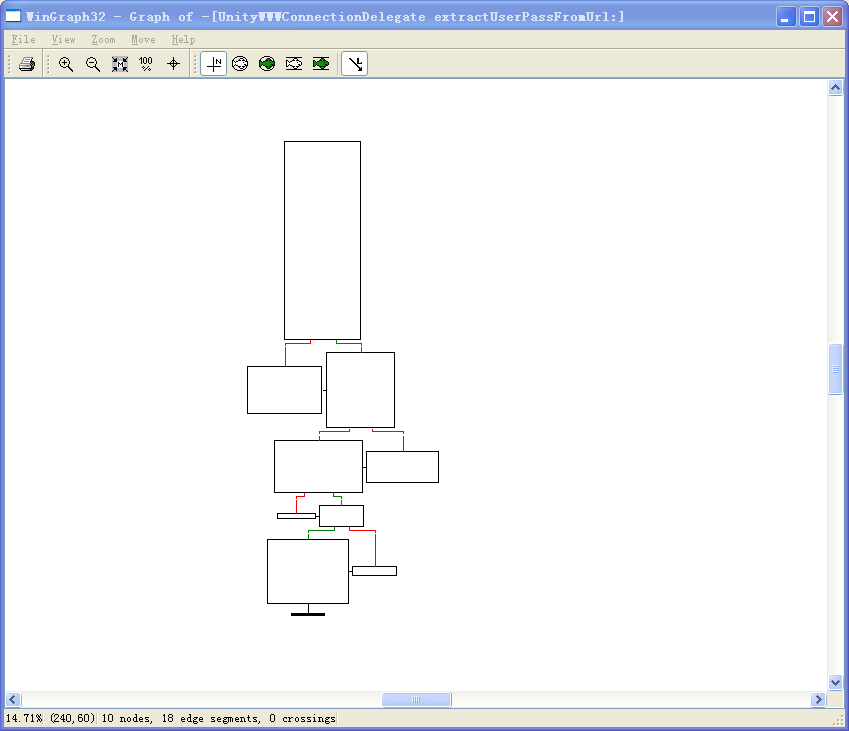 WinGraph32 - Graph of -[UnityWWWConnectionDelegate extractUserPassFromUrl:]
File View Zoom Move Help
100 %
N
14.71% (240,60) 10 nodes, 18 edge segments, 0 crossings